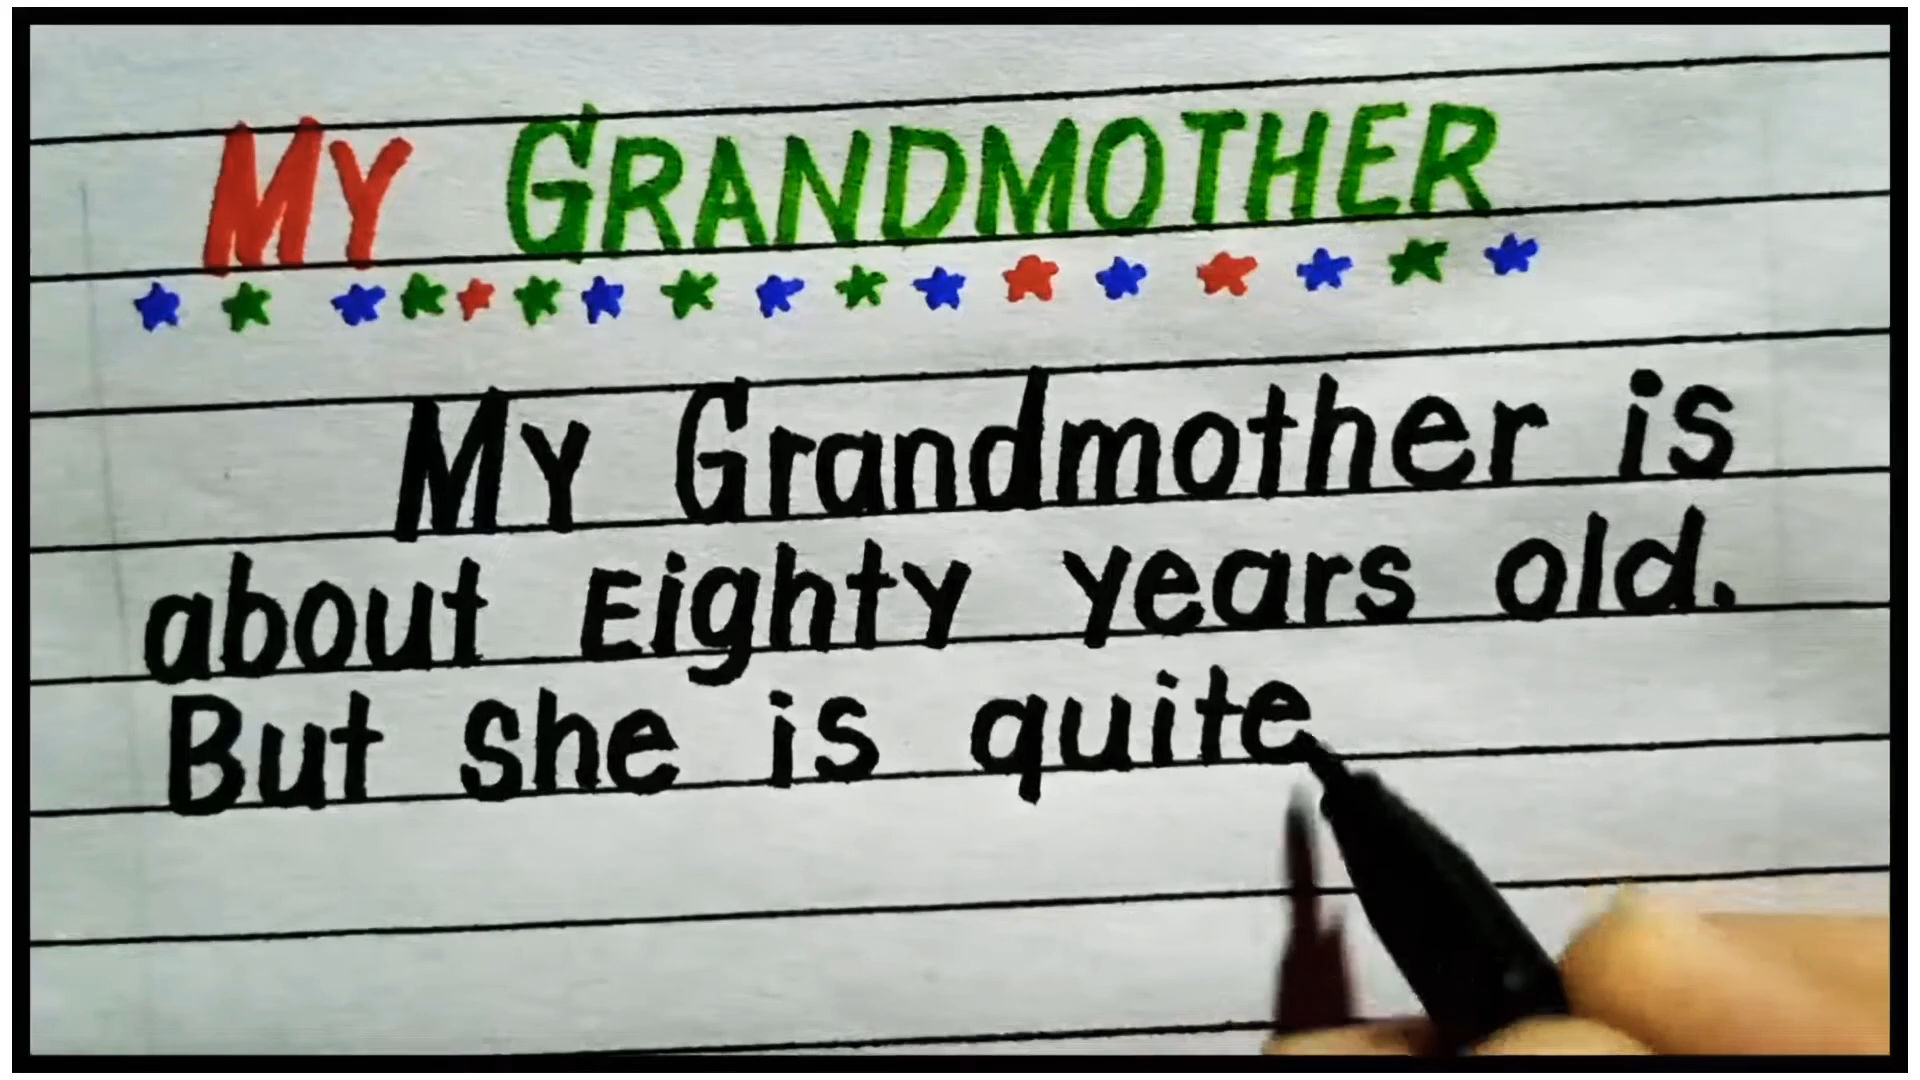 MY GRANDMOTHER
My Grandmother is
about Eighty years old.
But she is quite